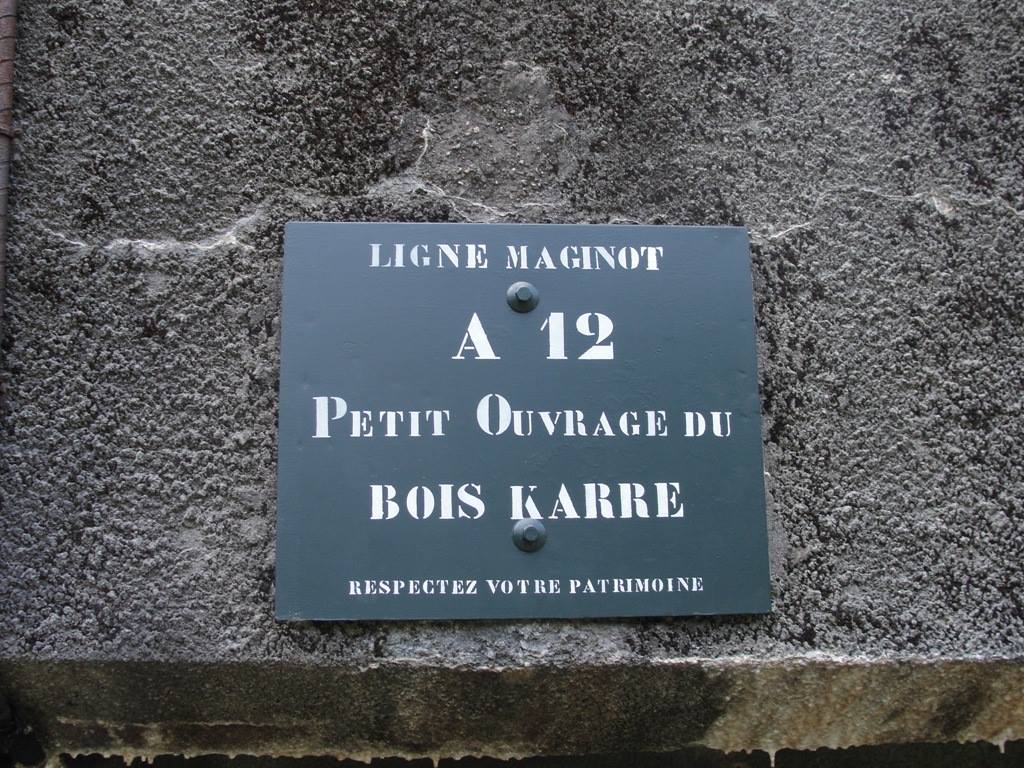 LIGNE MAGINOT
A 12
PETIT OUVRAGE DU
BOIS KARRE
RESPECTEZ VOTRE PATRIMOINE